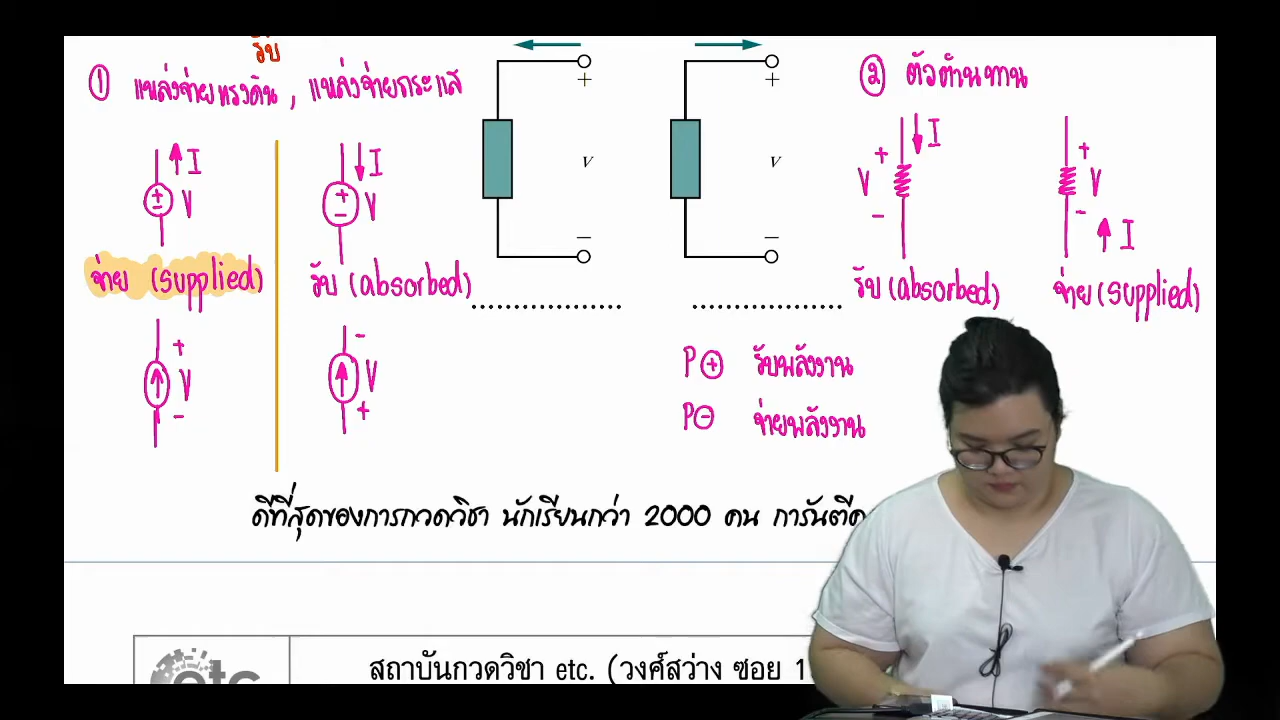 รับ
① แหล่งจ่ายแรงดัน , แหล่งจ่ายกระแส
② ตัวต้านทาน
I
+
-
V
จ่าย (supplied)
I
+
-
V
รับ (absorbed)
+
V
-
-
V
+
+
v
−
+
v
−
+
V
-
I
รับ (absorbed)
+
V
-
I
จ่าย (supplied)
P⊕ รับพลังงาน
P⊖ จ่ายพลังงาน
ดีที่สุดของการกวดวิชา นักเรียนกว่า 2000 คน การันตี
etc
สถาบันกวดวิชา etc. (วงศ์สว่าง ซอย 1